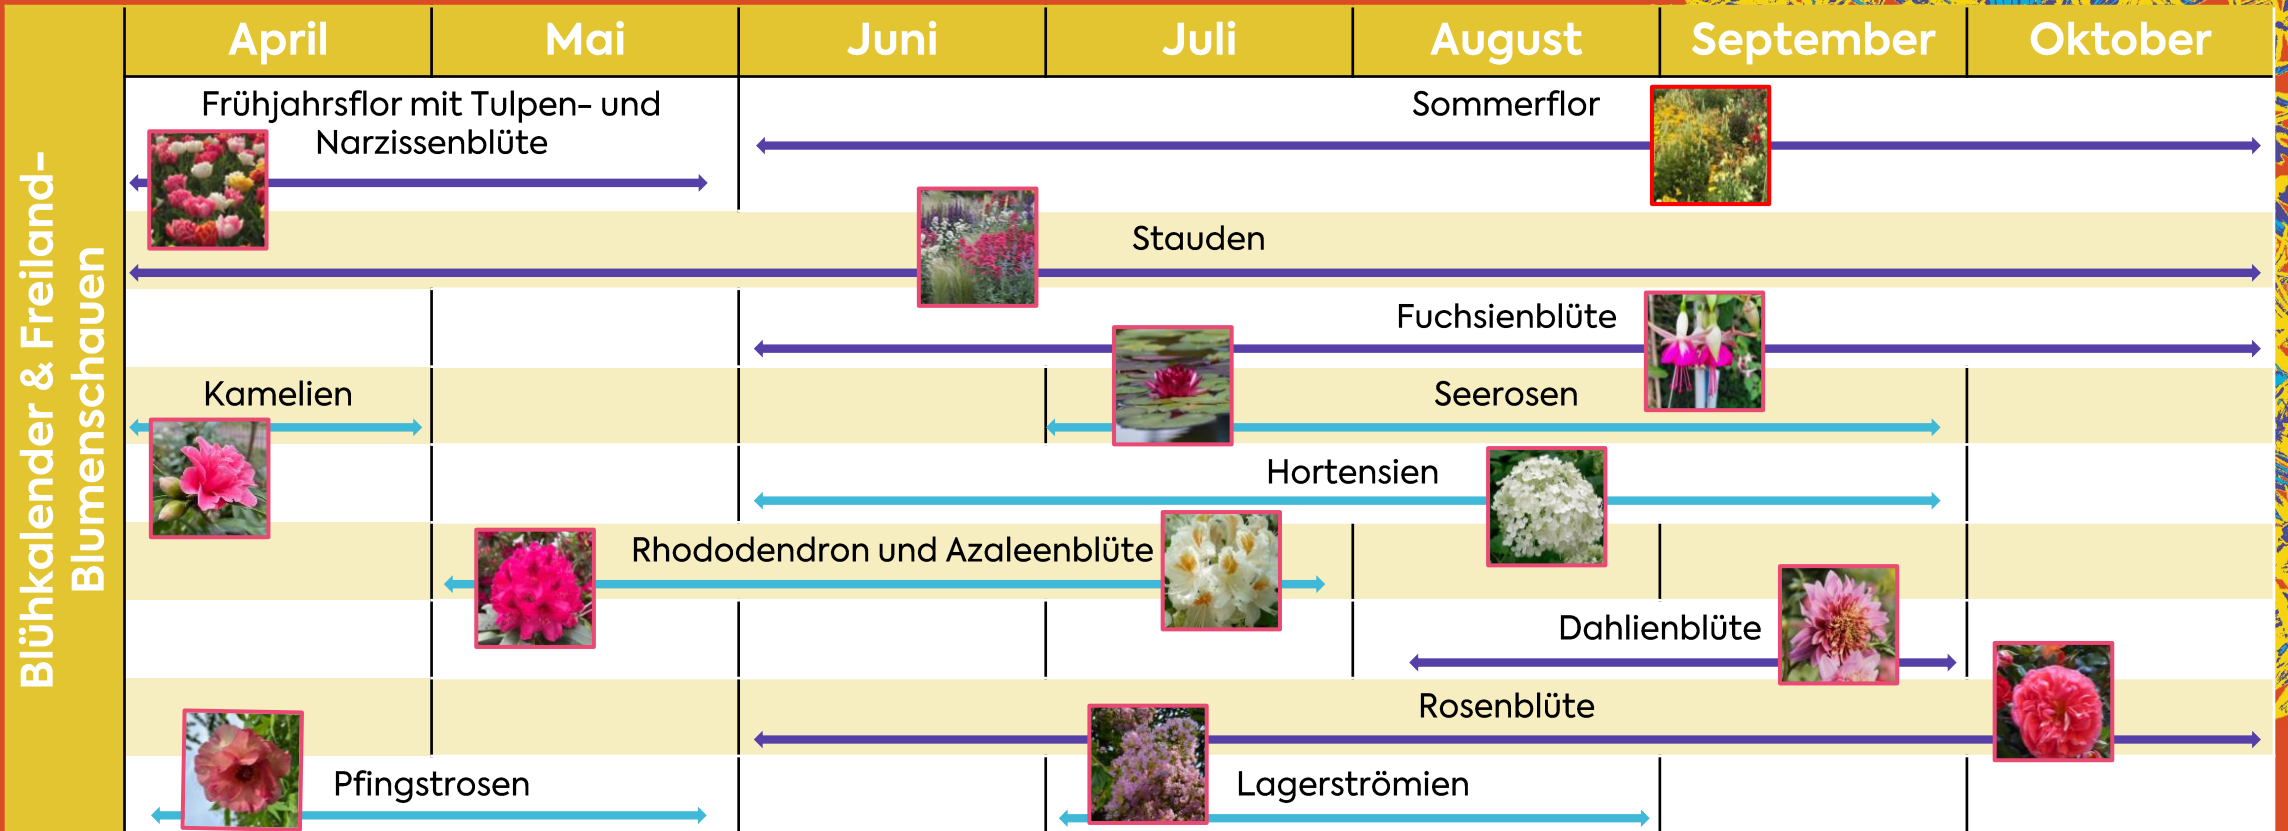 April Mai Juni Juli August September Oktober
Blühkalender & Freiland-
Blumenschauen
Frühjahrsflor mit Tulpen- und
Narzissenblüte
Sommerflor
Stauden
Fuchsienblüte
Kamelien
Seerosen
Hortensien
Rhododendron und Azaleenblüte
Dahlienblüte
Rosenblüte
Pfingstrosen
Lagerströmien